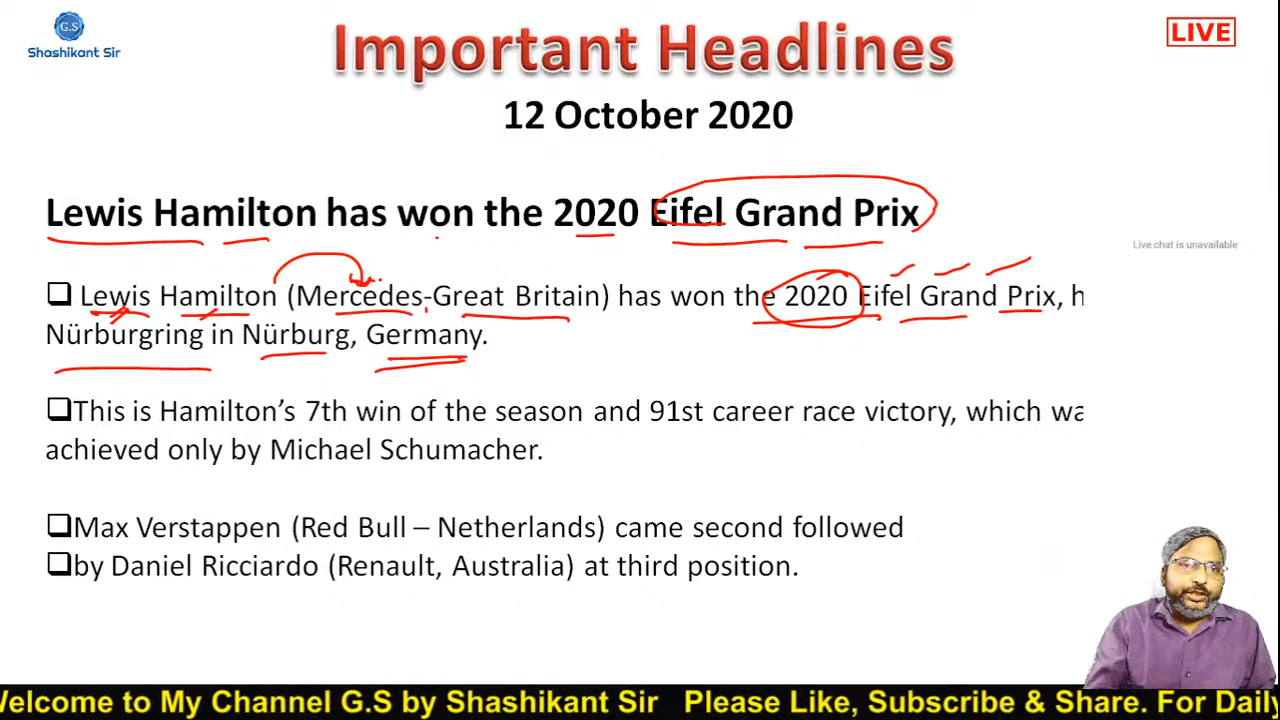 G.S
Shashikant Sir
Important Headlines
LIVE
12 October 2020
Lewis Hamilton has won the 2020 Eifel Grand Prix
Live chat is unavailable
Lewis Hamilton (Mercedes-Great Britain) has won the 2020 Eifel Grand Prix, h
Nürburgring in Nürburg, Germany.
This is Hamilton’s 7th win of the season and 91st career race victory, which wa
achieved only by Michael Schumacher.
Max Verstappen (Red Bull – Netherlands) came second followed
by Daniel Ricciardo (Renault, Australia) at third position.
Welcome to My Channel G.S by Shashikant Sir Please Like, Subscribe & Share. For Daily